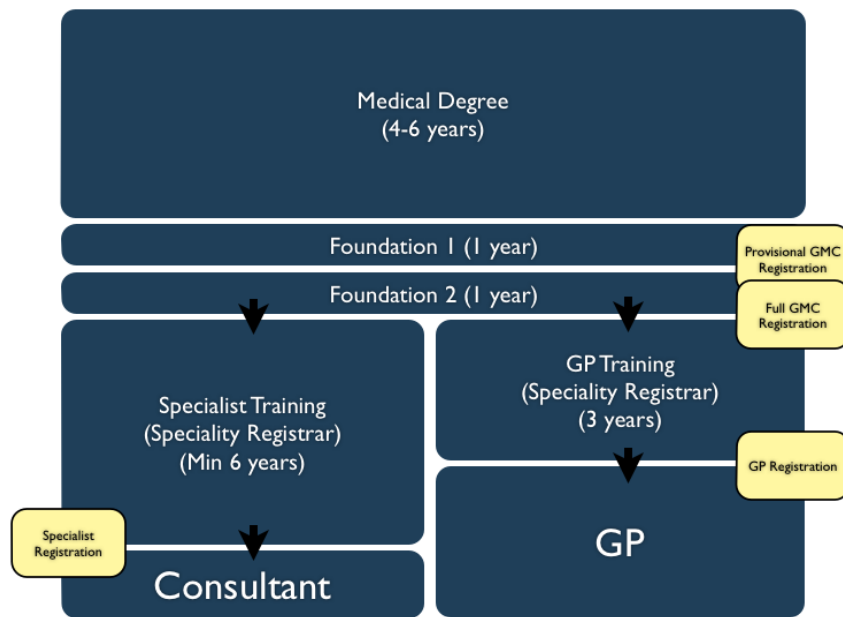 Medical Degree
(4-6 years)
Foundation 1 (1 year)
Provisional GMC
Registration
Foundation 2 (1 year)
Full GMC
Registration
Specialist Training
(Speciality Registrar)
(Min 6 years)
GP Training
(Speciality Registrar)
(3 years)
GP Registration
Specialist
Registration
GP
Consultant